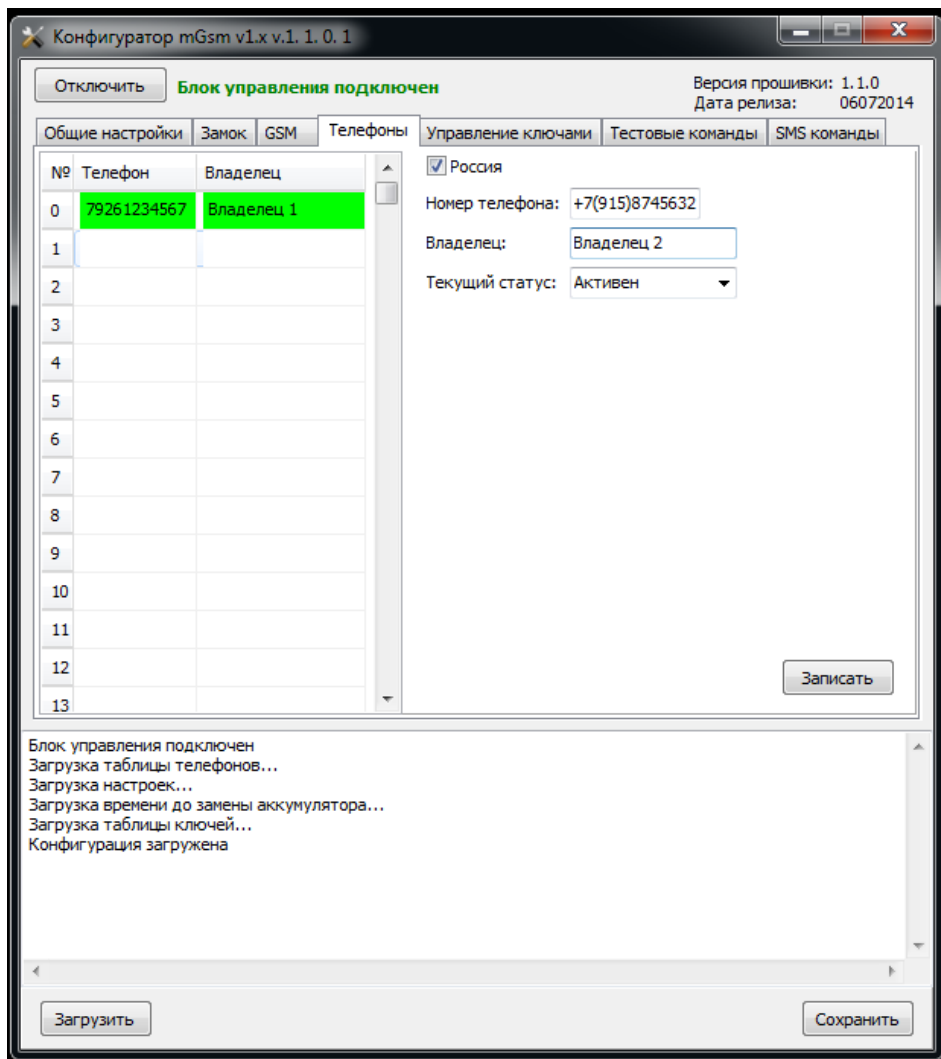 Конфигуратор mGsm v1.x v.1. 1. 0. 1
Отключить
Блок управления подключен
Версия прошивки: 1.1.0
Дата релиза: 06072014
Общие настройки Замок GSM Телефоны Управление ключами Тестовые команды SMS команды
№ Телефон Владелец
0 79261234567 Владелец 1
1
2
3
4
5
6
7
8
9
10
11
12
13
Россия
Номер телефона: +7(915)8745632
Владелец: Владелец 2
Текущий статус: Активен
Записать
Блок управления подключен
Загрузка таблицы телефонов...
Загрузка настроек...
Загрузка времени до замены аккумулятора...
Загрузка таблицы ключей...
Конфигурация загружена
Загрузить
Сохранить